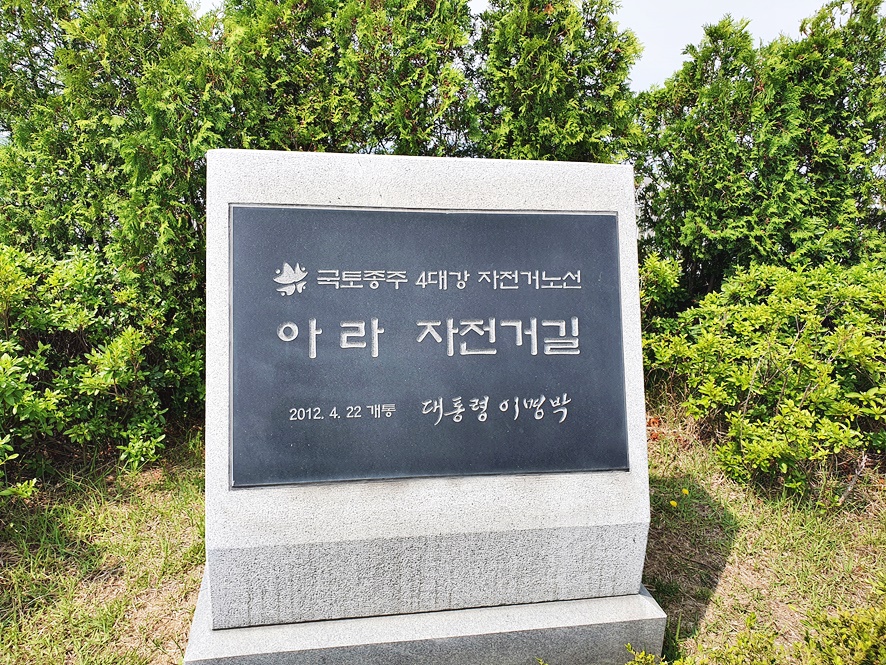 국토종주 4대강 자전거노선
아라 자전거길
2012. 4. 22 개통 대통령 이명박